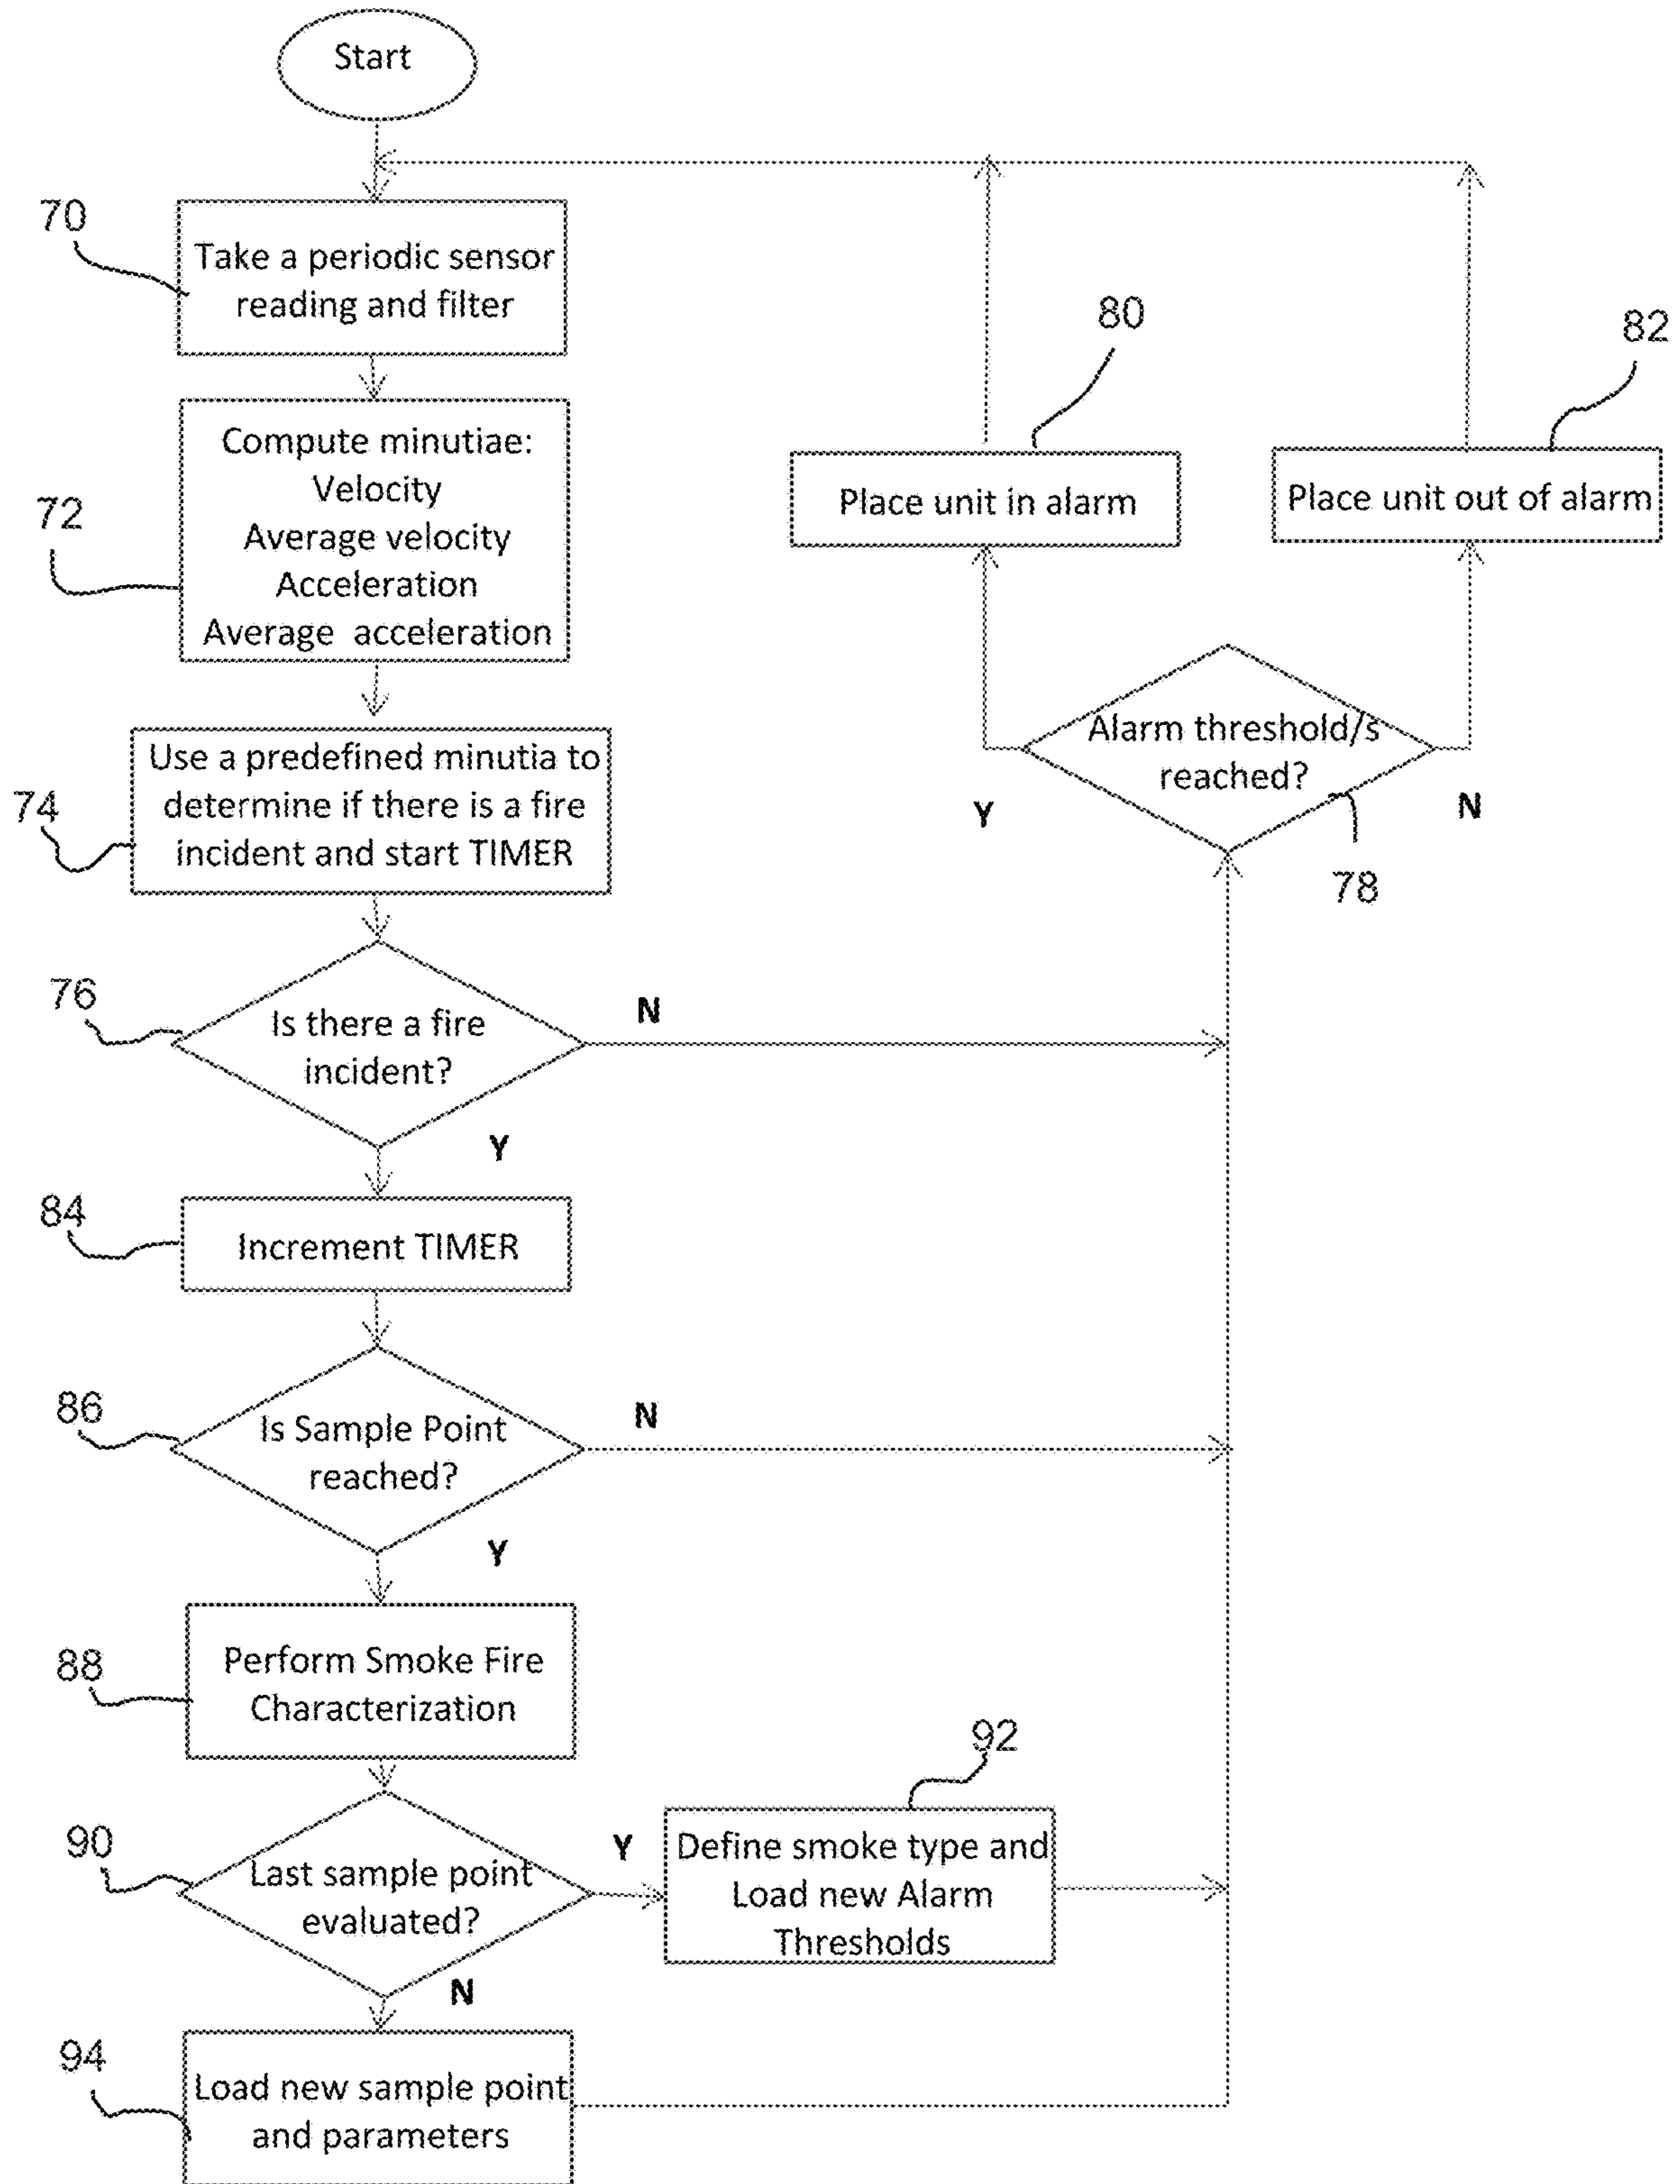 Start
70
Take a periodic sensor
reading and filter
72
Compute minutiae:
Velocity
Average velocity
Acceleration
Average acceleration
74
Use a predefined minutia to
determine if there is a fire
incident and start TIMER
76
Is there a fire
incident?
N
Y
80
Place unit in alarm
82
Place unit out of alarm
Alarm threshold/s
reached?
Y
N
78
84
Increment TIMER
86
Is Sample Point
reached?
N
Y
88
Perform Smoke Fire
Characterization
90
Last sample point
evaluated?
Y
N
92
Define smoke type and
Load new Alarm
Thresholds
94
Load new sample point
and parameters